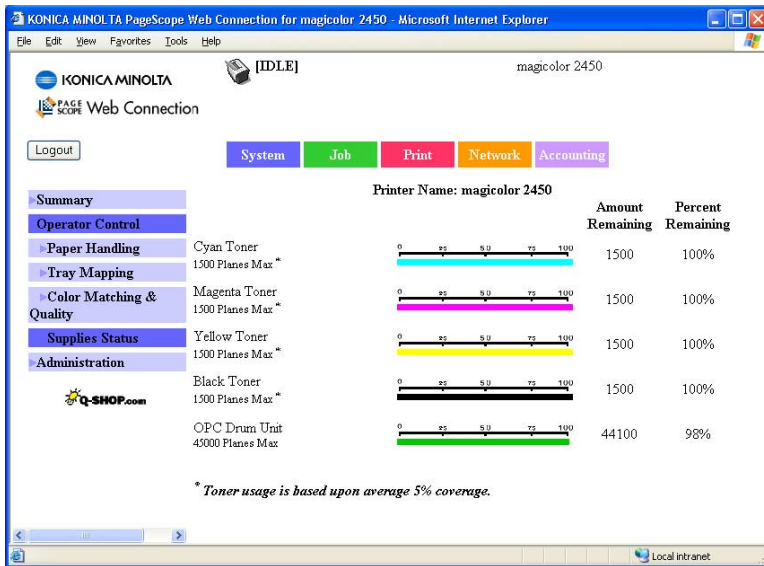 KONICA MINOLTA PageScope Web Connection for magicolor 2450 - Microsoft Internet Explorer
File Edit View Favorites Tools Help
KONICA MINOLTA
[IDLE]
magicolor 2450
PAGE SCOPE Web Connection
Logout
System Job Print Network Accounting
Printer Name: magicolor 2450
Summary
Operator Control
Paper Handling
Tray Mapping
Color Matching &
Quality
Supplies Status
Administration
Q-SHOP.com
Amount Remaining
Percent Remaining
Cyan Toner
1500 Planes Max *
0 25 50 75 100
1500 100%
Magenta Toner
1500 Planes Max *
0 25 50 75 100
1500 100%
Yellow Toner
1500 Planes Max *
0 25 50 75 100
1500 100%
Black Toner
1500 Planes Max *
0 25 50 75 100
1500 100%
OPC Drum Unit
45000 Planes Max
0 25 50 75 100
44100 98%
* Toner usage is based upon average 5% coverage.
Local intranet